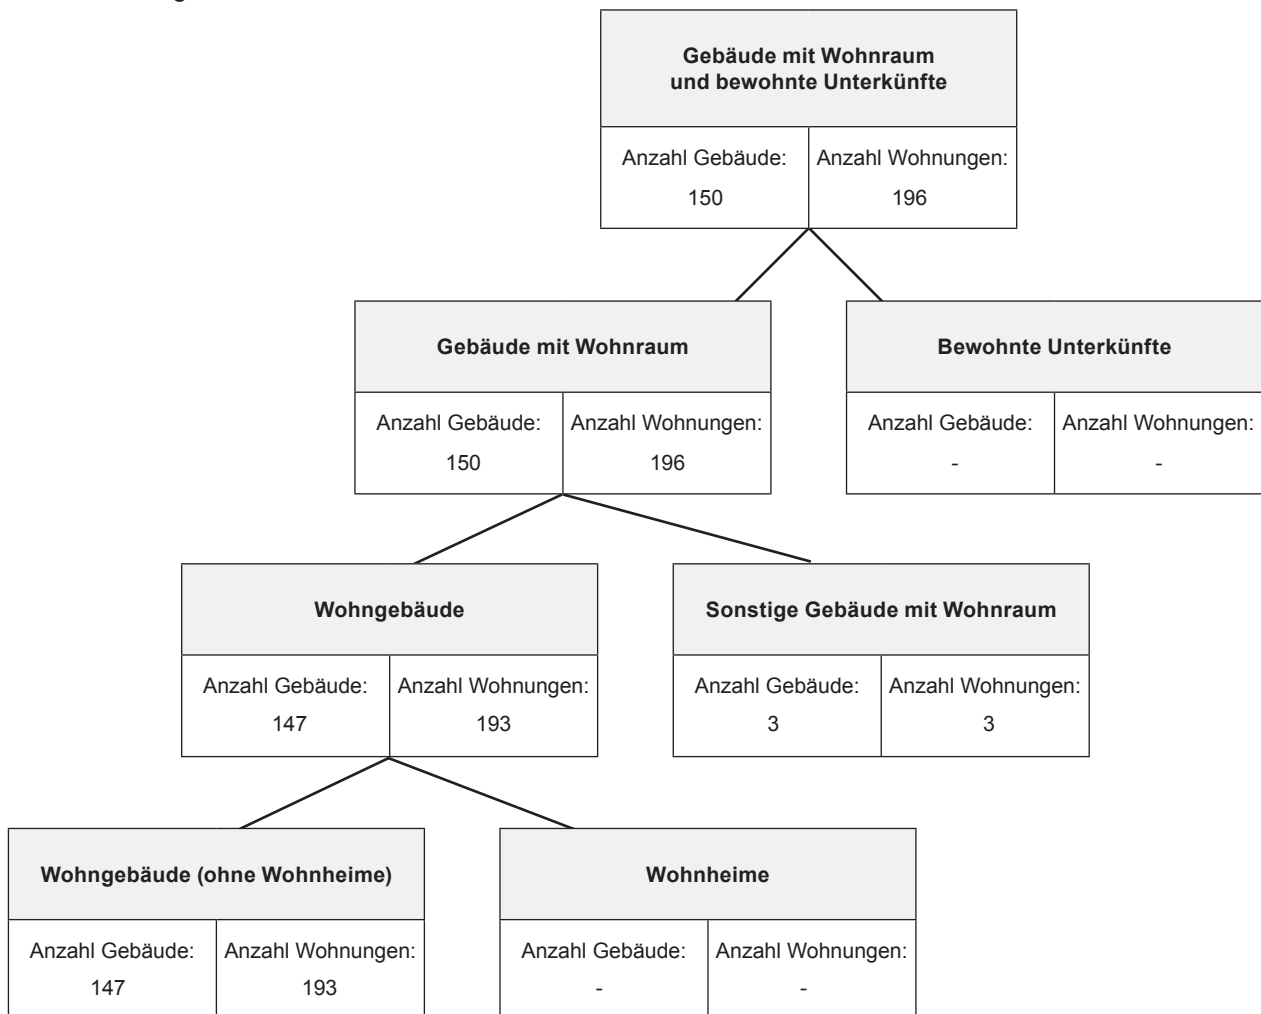 Gebäude mit Wohnraum
und bewohnte Unterkünfte
Anzahl Gebäude: Anzahl Wohnungen:
150 196
Gebäude mit Wohnraum Bewohnte Unterkünfte
Anzahl Gebäude: Anzahl Wohnungen: Anzahl Gebäude: Anzahl Wohnungen:
150 196 - -
Wohngebäude Sonstige Gebäude mit Wohnraum
Anzahl Gebäude: Anzahl Wohnungen: Anzahl Gebäude: Anzahl Wohnungen:
147 193 3 3
Wohngebäude (ohne Wohnheime) Wohnheime
Anzahl Gebäude: Anzahl Wohnungen: Anzahl Gebäude: Anzahl Wohnungen:
147 193 - -